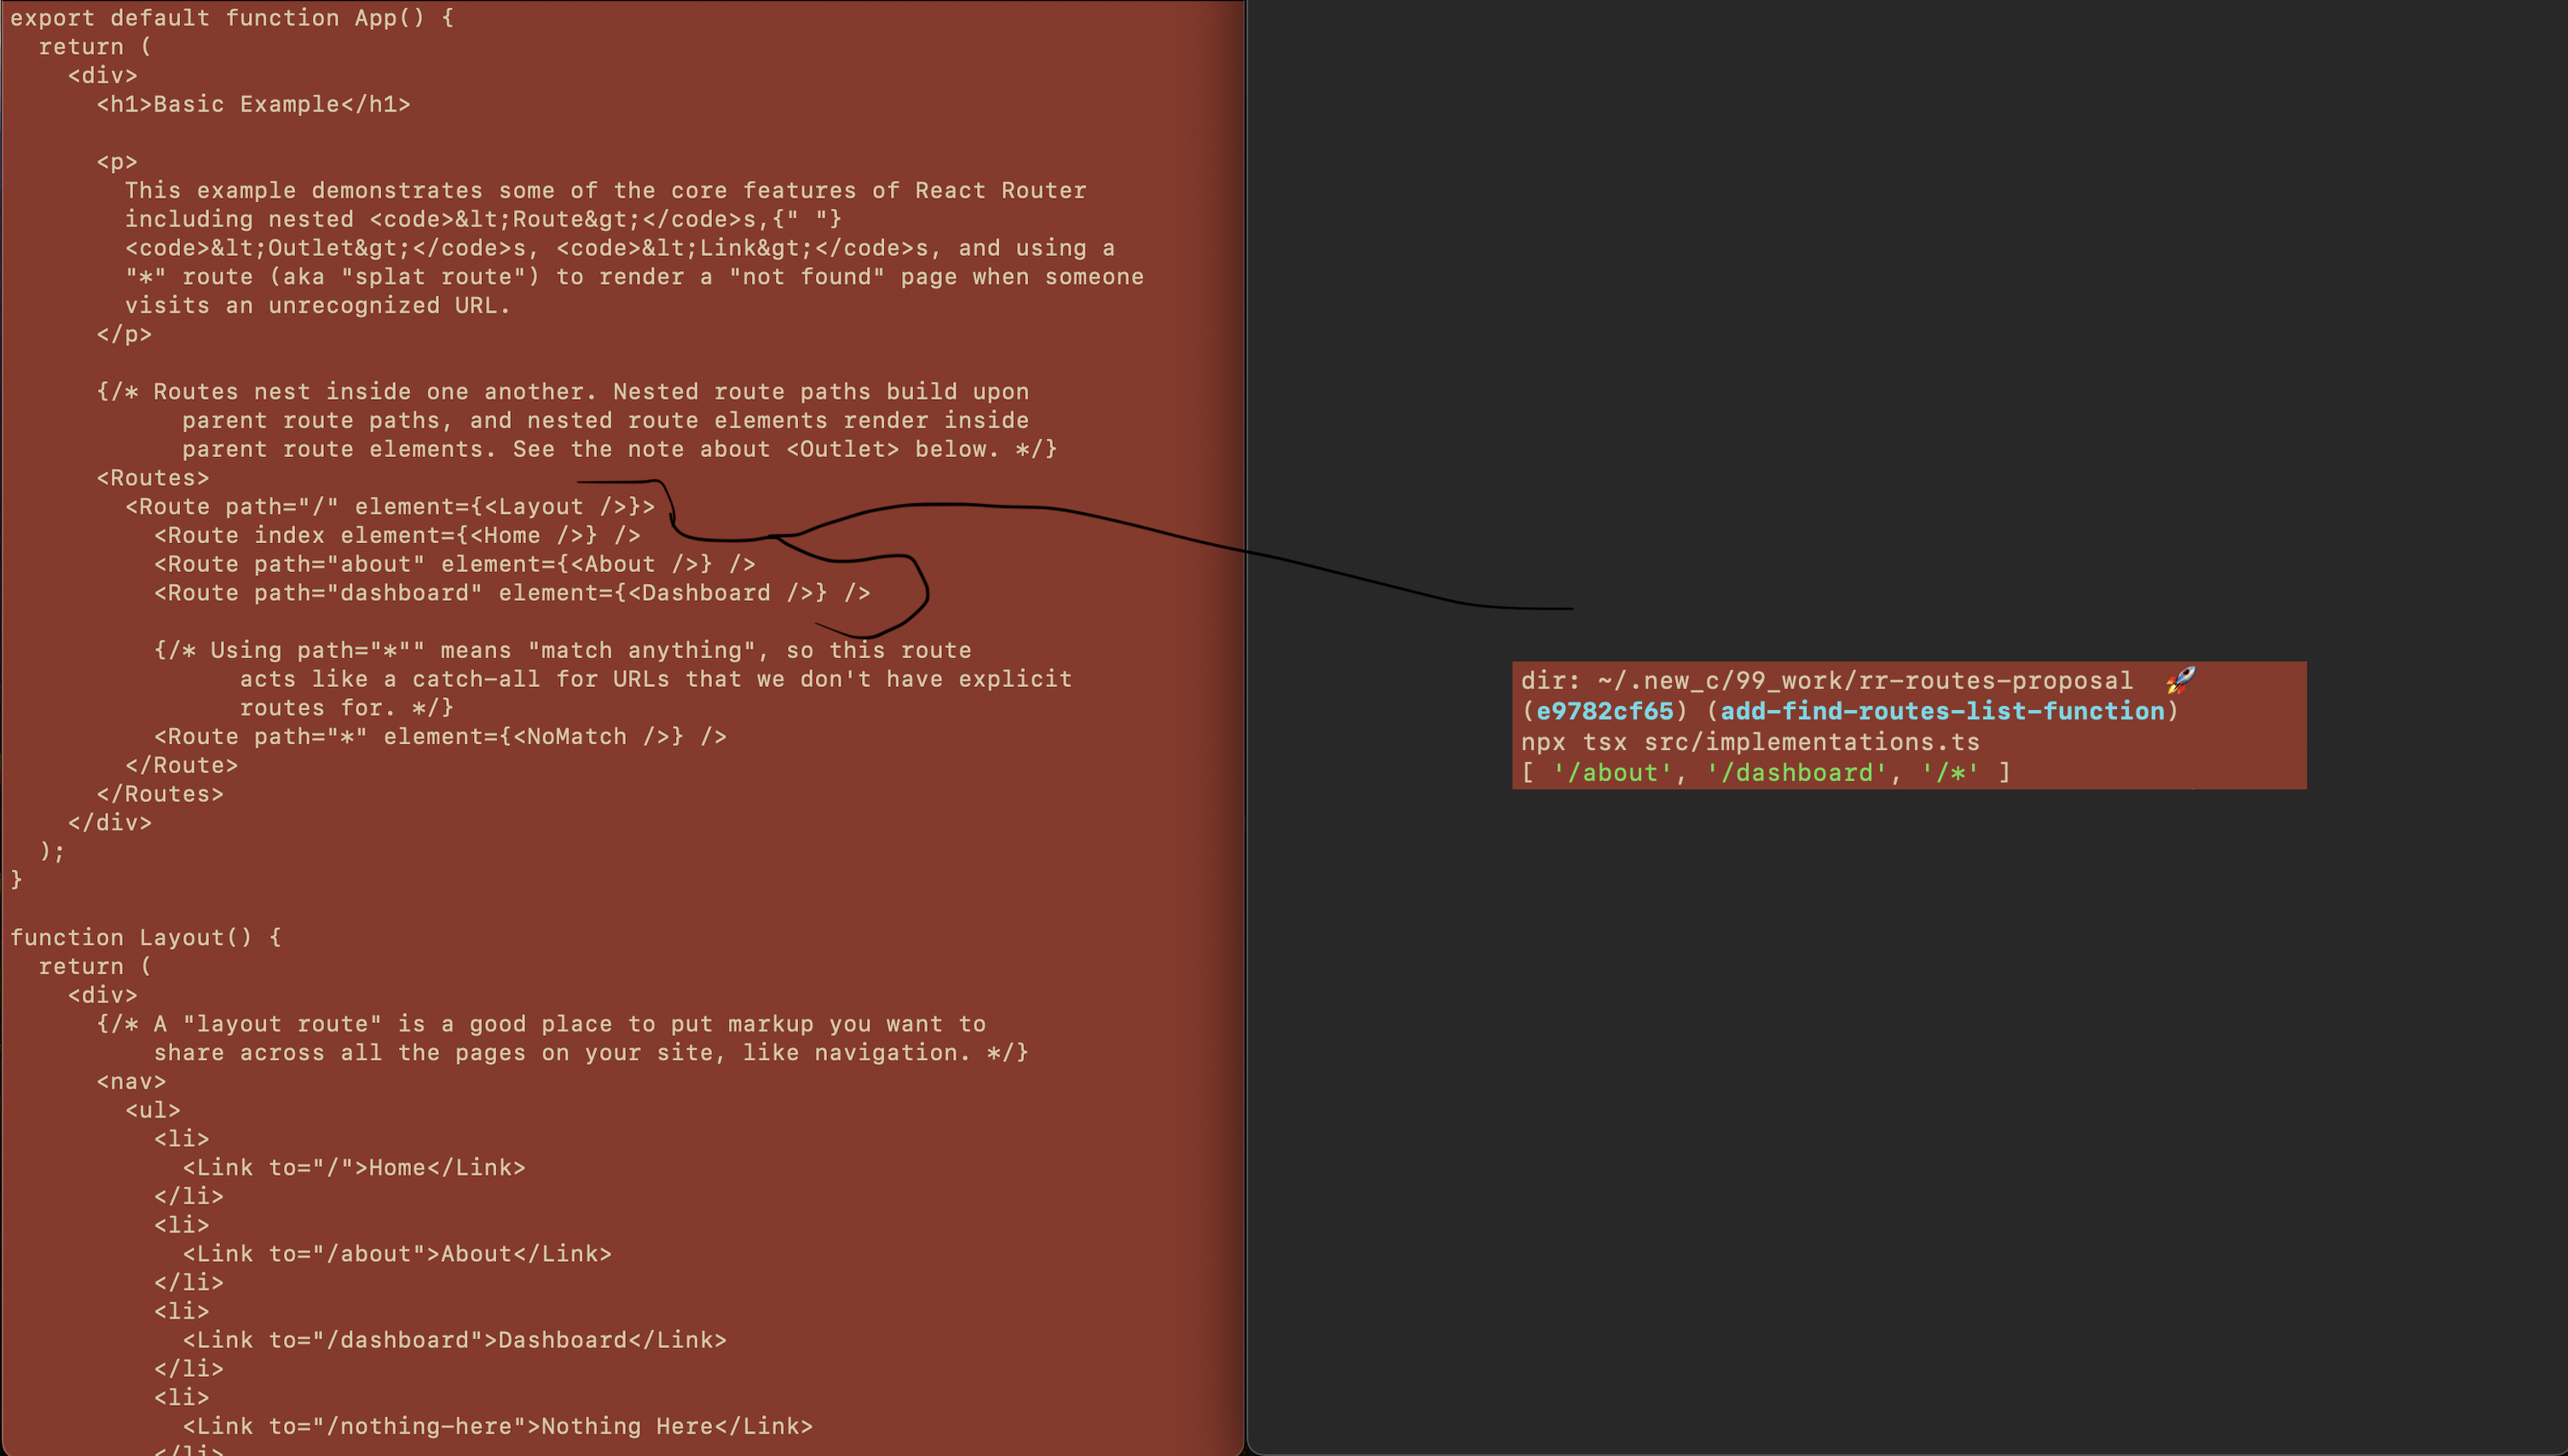 export default function App() {
  return (
    <div>
      <h1>Basic Example</h1>

      <p>
        This example demonstrates some of the core features of React Router
        including nested <code>&lt;Route&gt;</code>s,{" "}
        <code>&lt;Outlet&gt;</code>s, <code>&lt;Link&gt;</code>s, and using a
        "*" route (aka "splat route") to render a "not found" page when someone
        visits an unrecognized URL.
      </p>

      {/* Routes nest inside one another. Nested route paths build upon
            parent route paths, and nested route elements render inside
            parent route elements. See the note about <Outlet> below. */}
      <Routes>
        <Route path="/" element={<Layout />}>
          <Route index element={<Home />} />
          <Route path="about" element={<About />} />
          <Route path="dashboard" element={<Dashboard />} />

          {/* Using path="*"" means "match anything", so this route
                acts like a catch-all for URLs that we don't have explicit
                routes for. */}
          <Route path="*" element={<NoMatch />} />
        </Route>
      </Routes>
    </div>
  );
}

function Layout() {
  return (
    <div>
      {/* A "layout route" is a good place to put markup you want to
          share across all the pages on your site, like navigation. */}
      <nav>
        <ul>
          <li>
            <Link to="/">Home</Link>
          </li>
          <li>
            <Link to="/about">About</Link>
          </li>
          <li>
            <Link to="/dashboard">Dashboard</Link>
          </li>
          <li>
            <Link to="/nothing-here">Nothing Here</Link>
          </li>
dir: ~/.new_c/99_work/rr-routes-proposal 🚀
(e9782cf65) (add-find-routes-list-function)
npx tsx src/implementations.ts
[ '/about', '/dashboard', '/*' ]